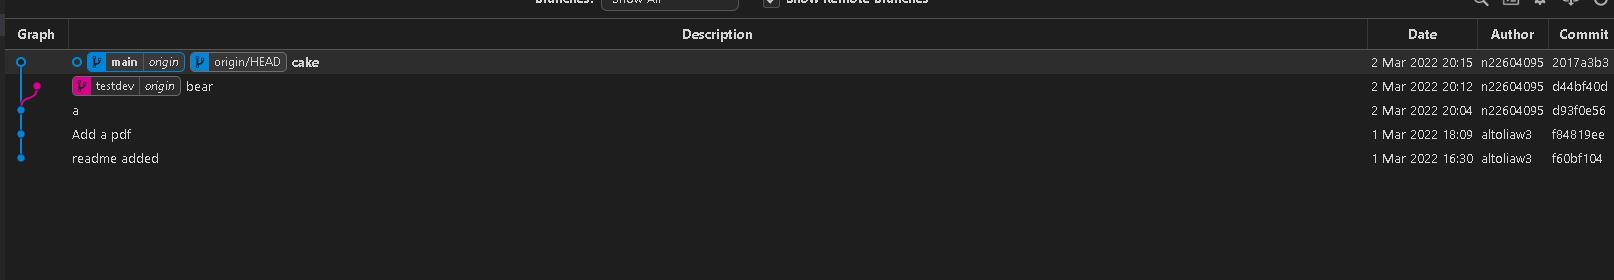 Branches: Show All Show Remote Branches
Graph Description Date Author Commit
main origin origin/HEAD cake 2 Mar 2022 20:15 n22604095 2017a3b3
testdev origin bear 2 Mar 2022 20:12 n22604095 d44bf40d
a 2 Mar 2022 20:04 n22604095 d93f0e56
Add a pdf 1 Mar 2022 18:09 altoliaw3 f84819ee
readme added 1 Mar 2022 16:30 altoliaw3 f60bf104